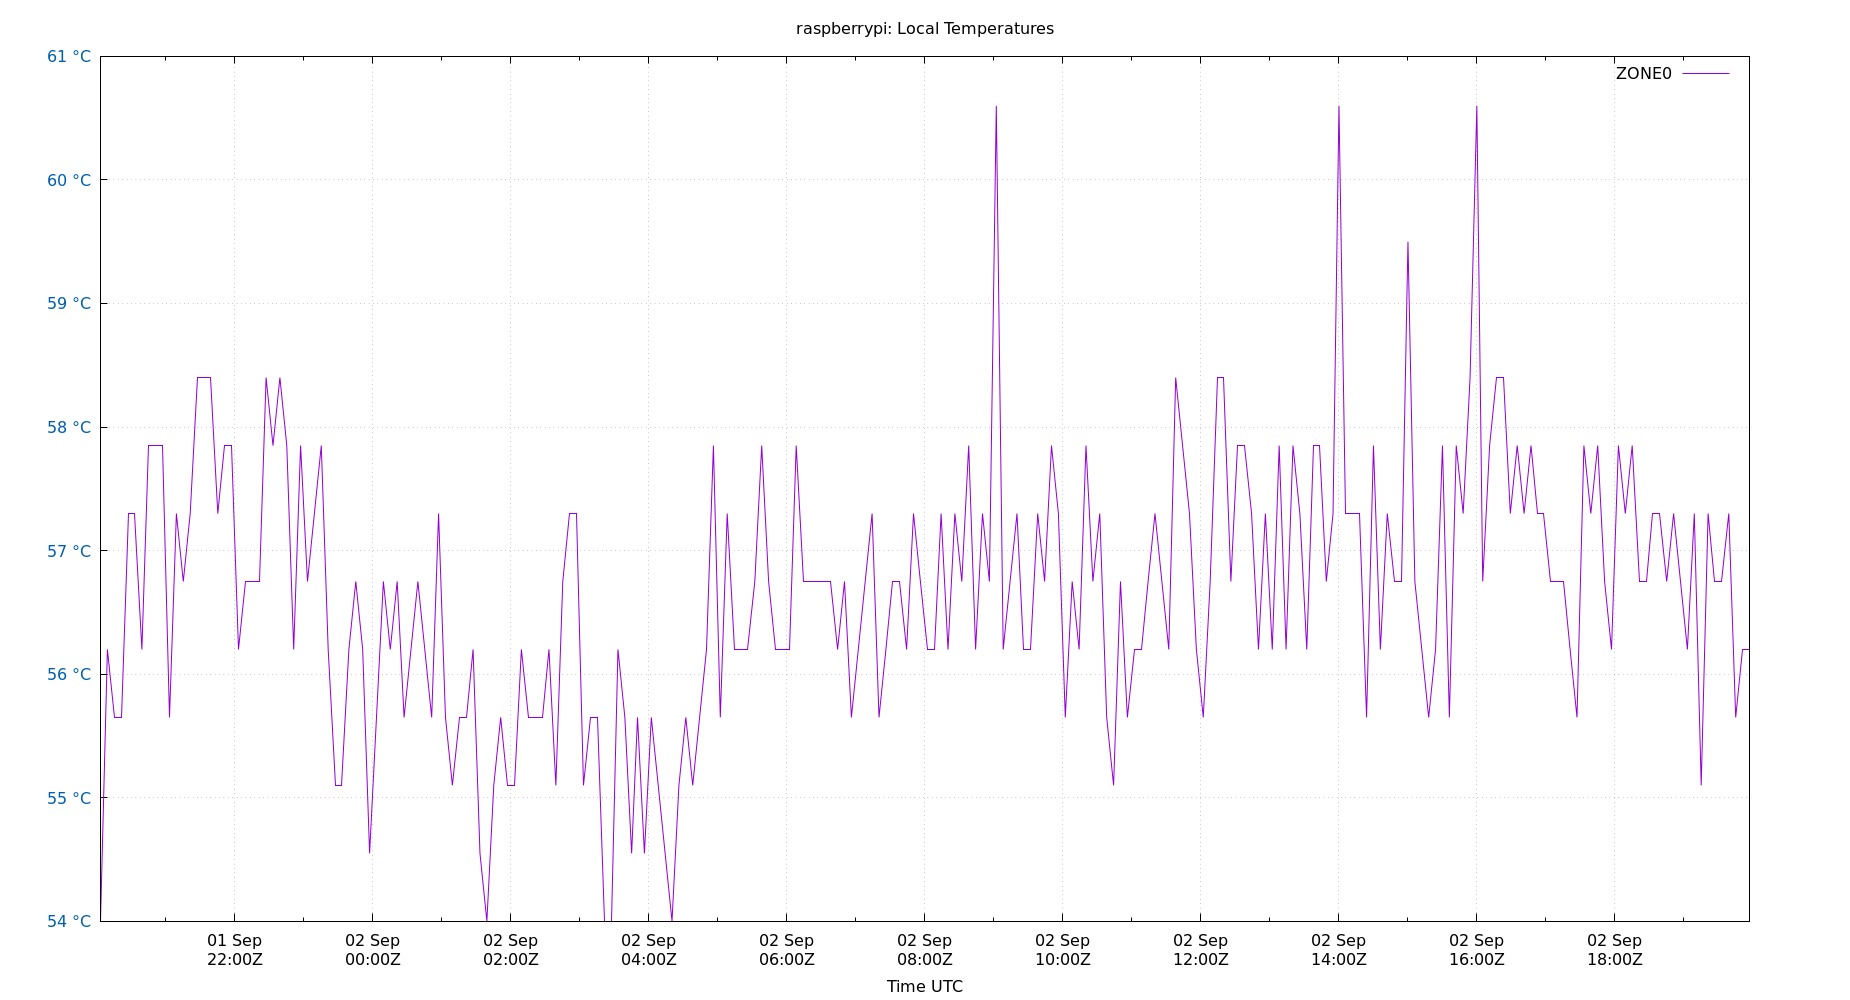 raspberrypi: Local Temperatures
61 °C
ZONE0
60 °C
59 °C
58 °C
57 °C
56 °C
55 °C
54 °C
01 Sep 02 Sep 02 Sep 02 Sep 02 Sep 02 Sep 02 Sep 02 Sep 02 Sep 02 Sep 02 Sep
22:00Z 00:00Z 02:00Z 04:00Z 06:00Z 08:00Z 10:00Z 12:00Z 14:00Z 16:00Z 18:00Z
Time UTC